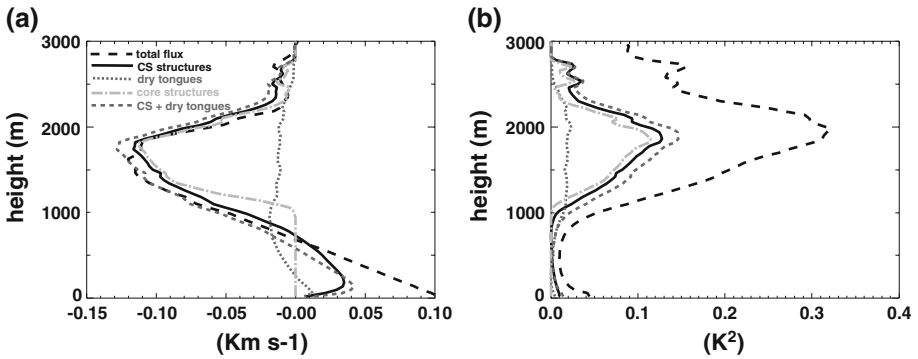 (a)
3000
2000
1000
0
height (m)
total flux
CS structures
dry tongues
core structures
CS + dry tongues
-0.15
-0.10
-0.05
-0.00
0.05
0.10
(Km s-1)
(b)
3000
2000
1000
0
height (m)
0.0
0.1
0.2
0.3
0.4
(K²)